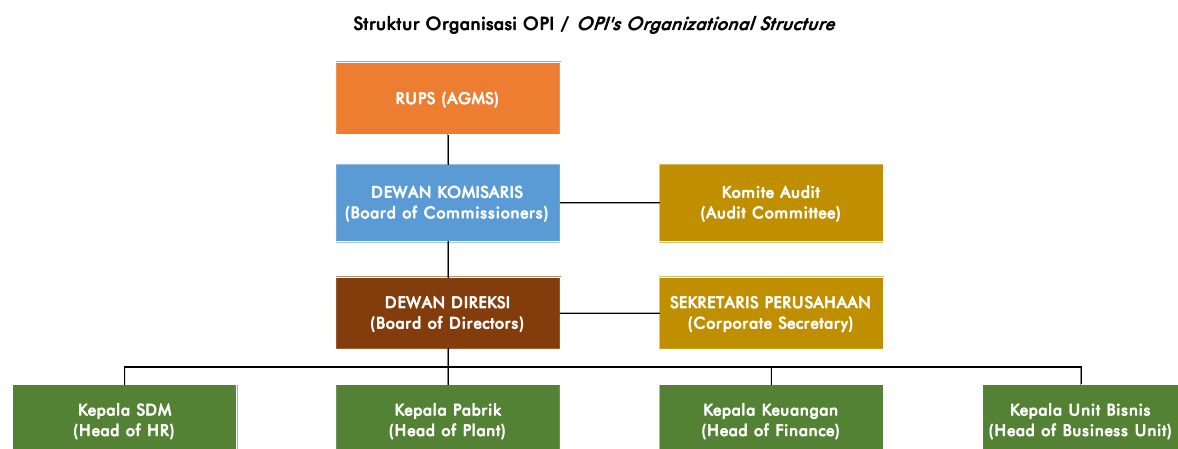 Struktur Organisasi OPI / OPI's Organizational Structure
RUPS (AGMS)
DEWAN KOMISARIS
(Board of Commissioners)
Komite Audit
(Audit Committee)
DEWAN DIREKSI
(Board of Directors)
SEKRETARIS PERUSAHAAN
(Corporate Secretary)
Kepala SDM
(Head of HR)
Kepala Pabrik
(Head of Plant)
Kepala Keuangan
(Head of Finance)
Kepala Unit Bisnis
(Head of Business Unit)